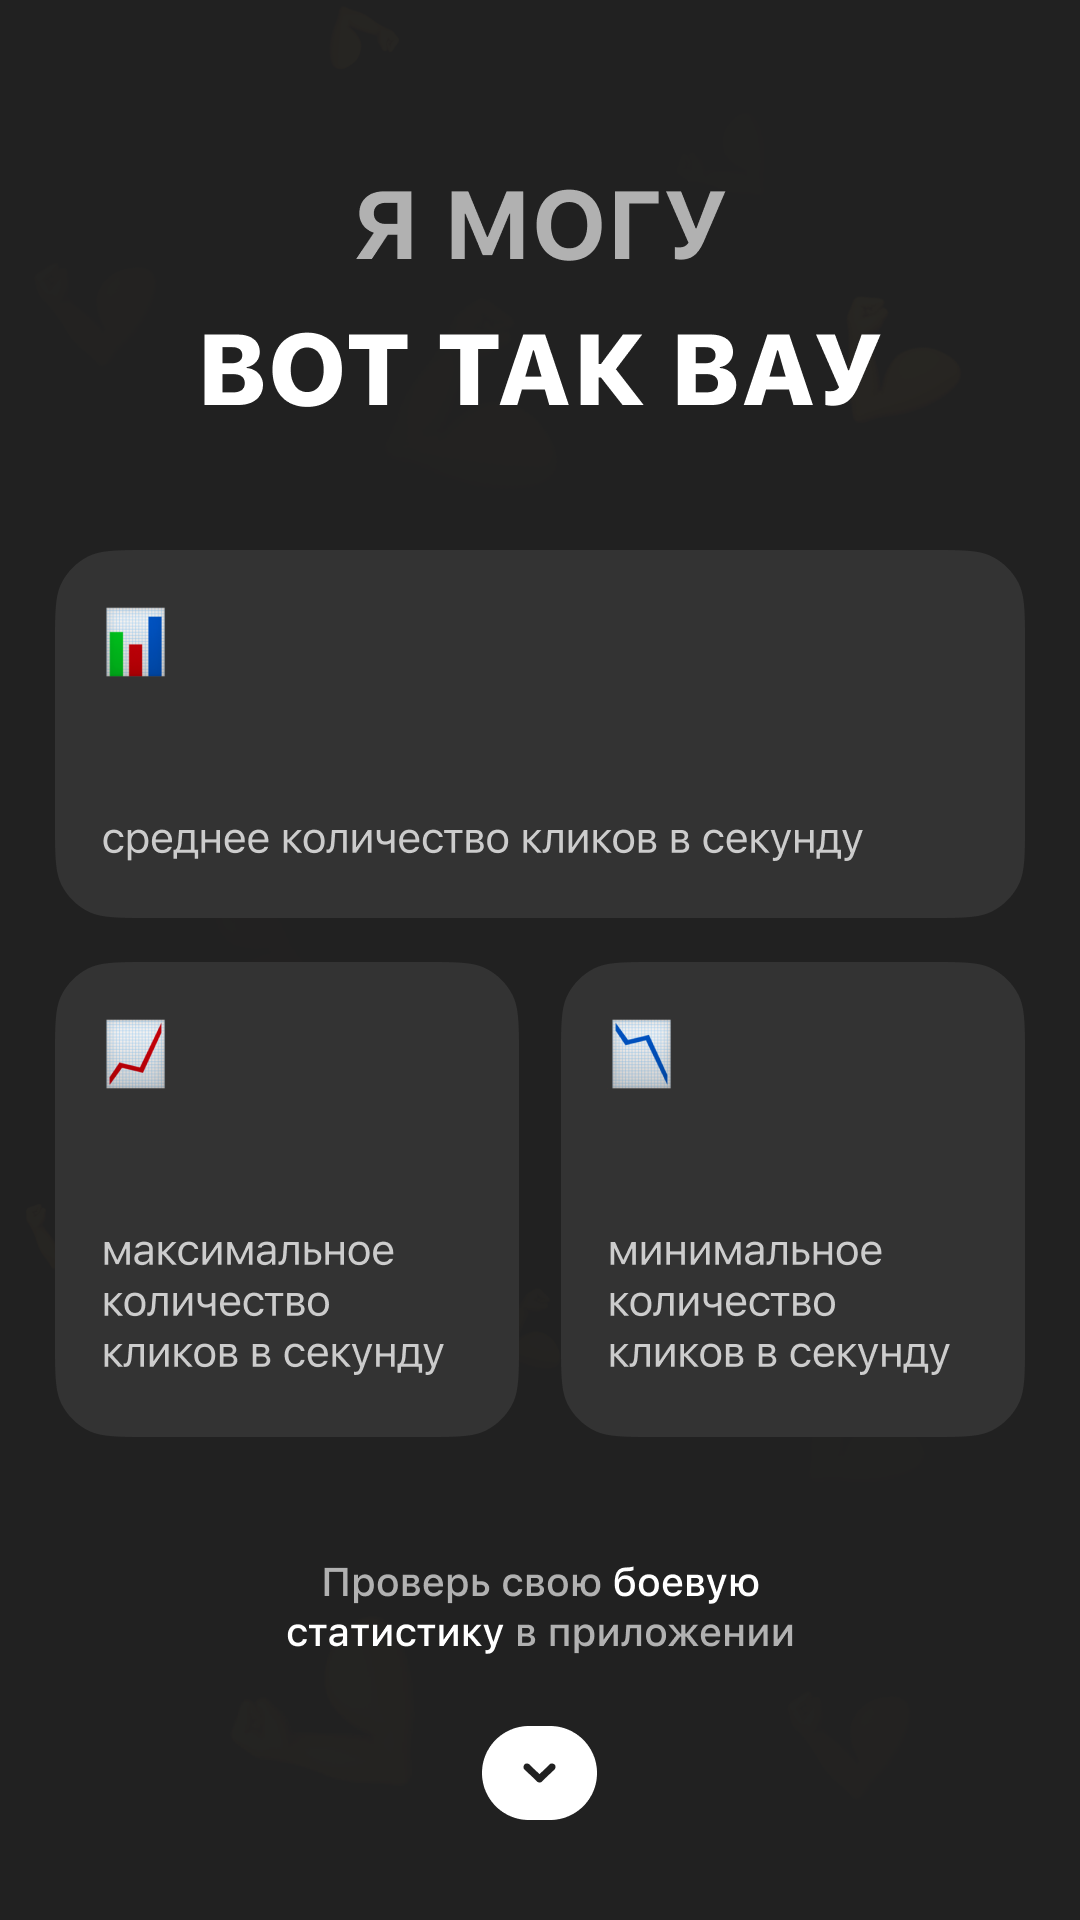 Я МОГУ
ВОТ ТАК ВАУ
среднее количество кликов в секунду
максимальное
количество
кликов в секунду
минимальное
количество
кликов в секунду
Проверь свою боевую
статистику в приложении